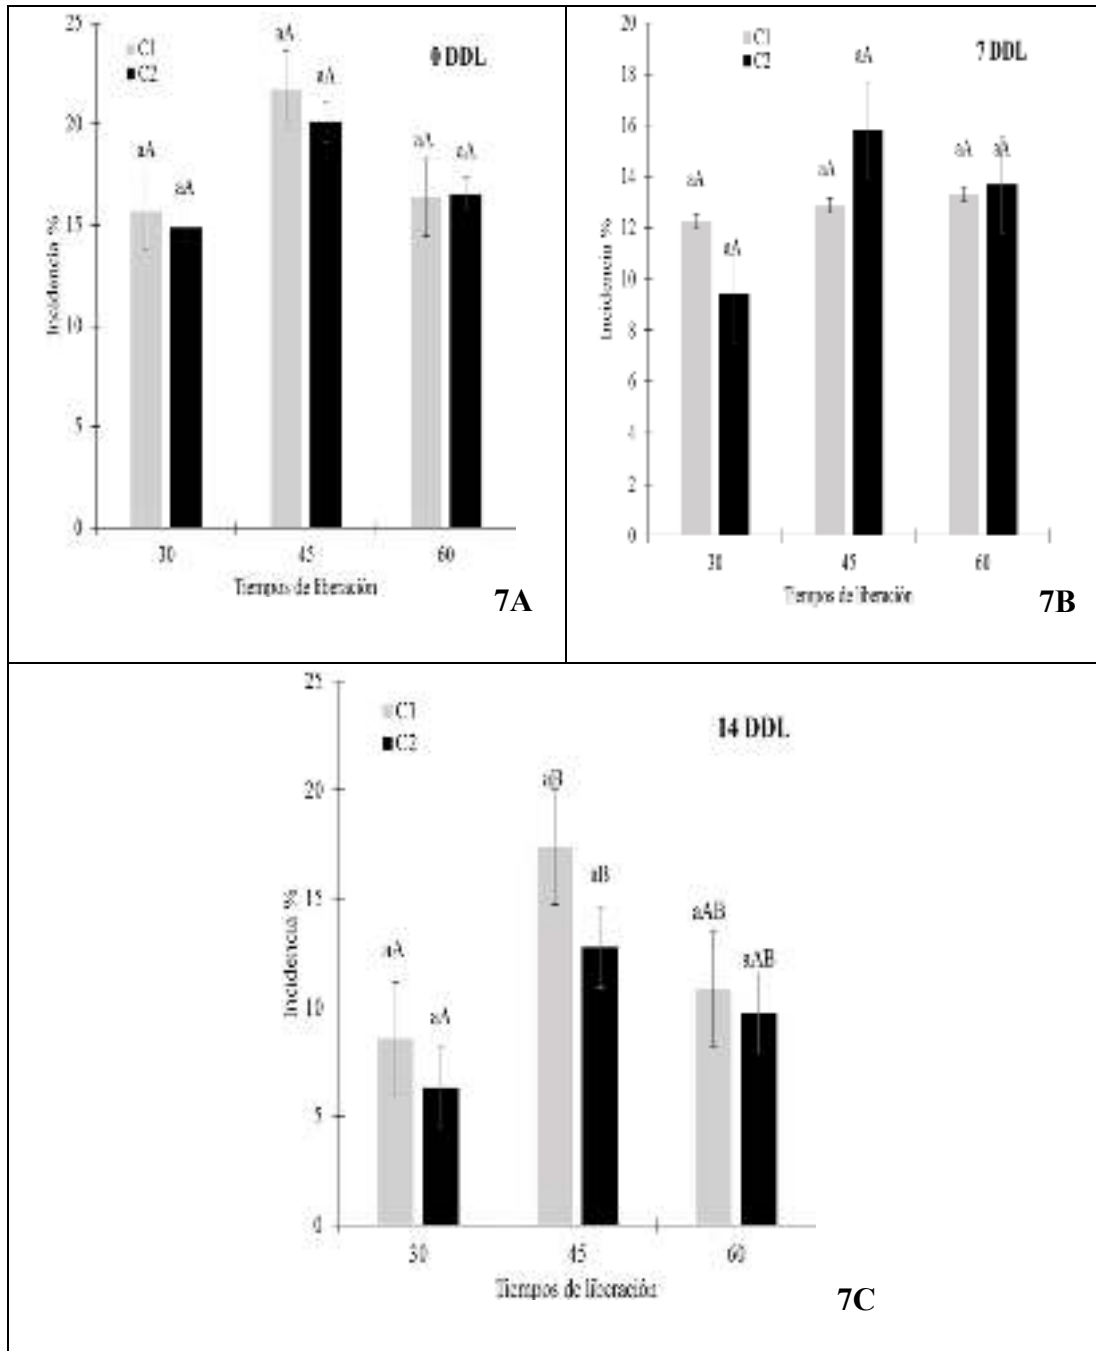 25
20
15
10
5
0
Incidencia %
C1
C2
0 DDL
aA
aA
aA
aA
aA
aA
30
45
60
Tiempos de liberación
7A
20
18
16
14
12
10
8
6
4
2
0
Incidencia %
C1
C2
7 DDL
aA
aA
aA
aA
aA
aA
30
45
60
Tiempos de liberación
7B
25
20
15
10
5
0
Incidencia %
C1
C2
14 DDL
aA
aA
aB
aB
aAB
aAB
30
45
60
Tiempos de liberación
7C